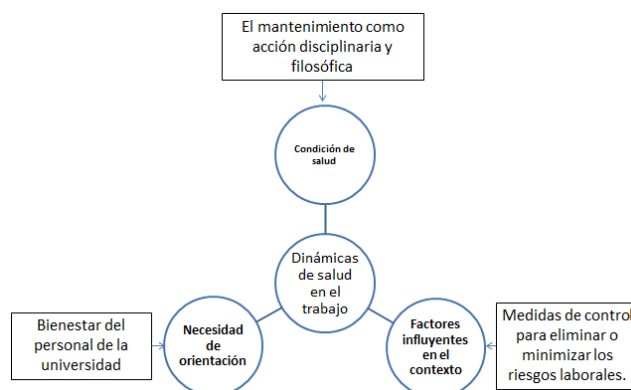 El mantenimiento como
acción disciplinaria y
filosófica
Condición de
salud
Dinámicas
de salud
en el
trabajo
Bienestar del
personal de la
universidad
Necesidad
de
orientación
Factores
influyentes
en el
contexto
Medidas de control
para eliminar o
minimizar los
riesgos laborales.